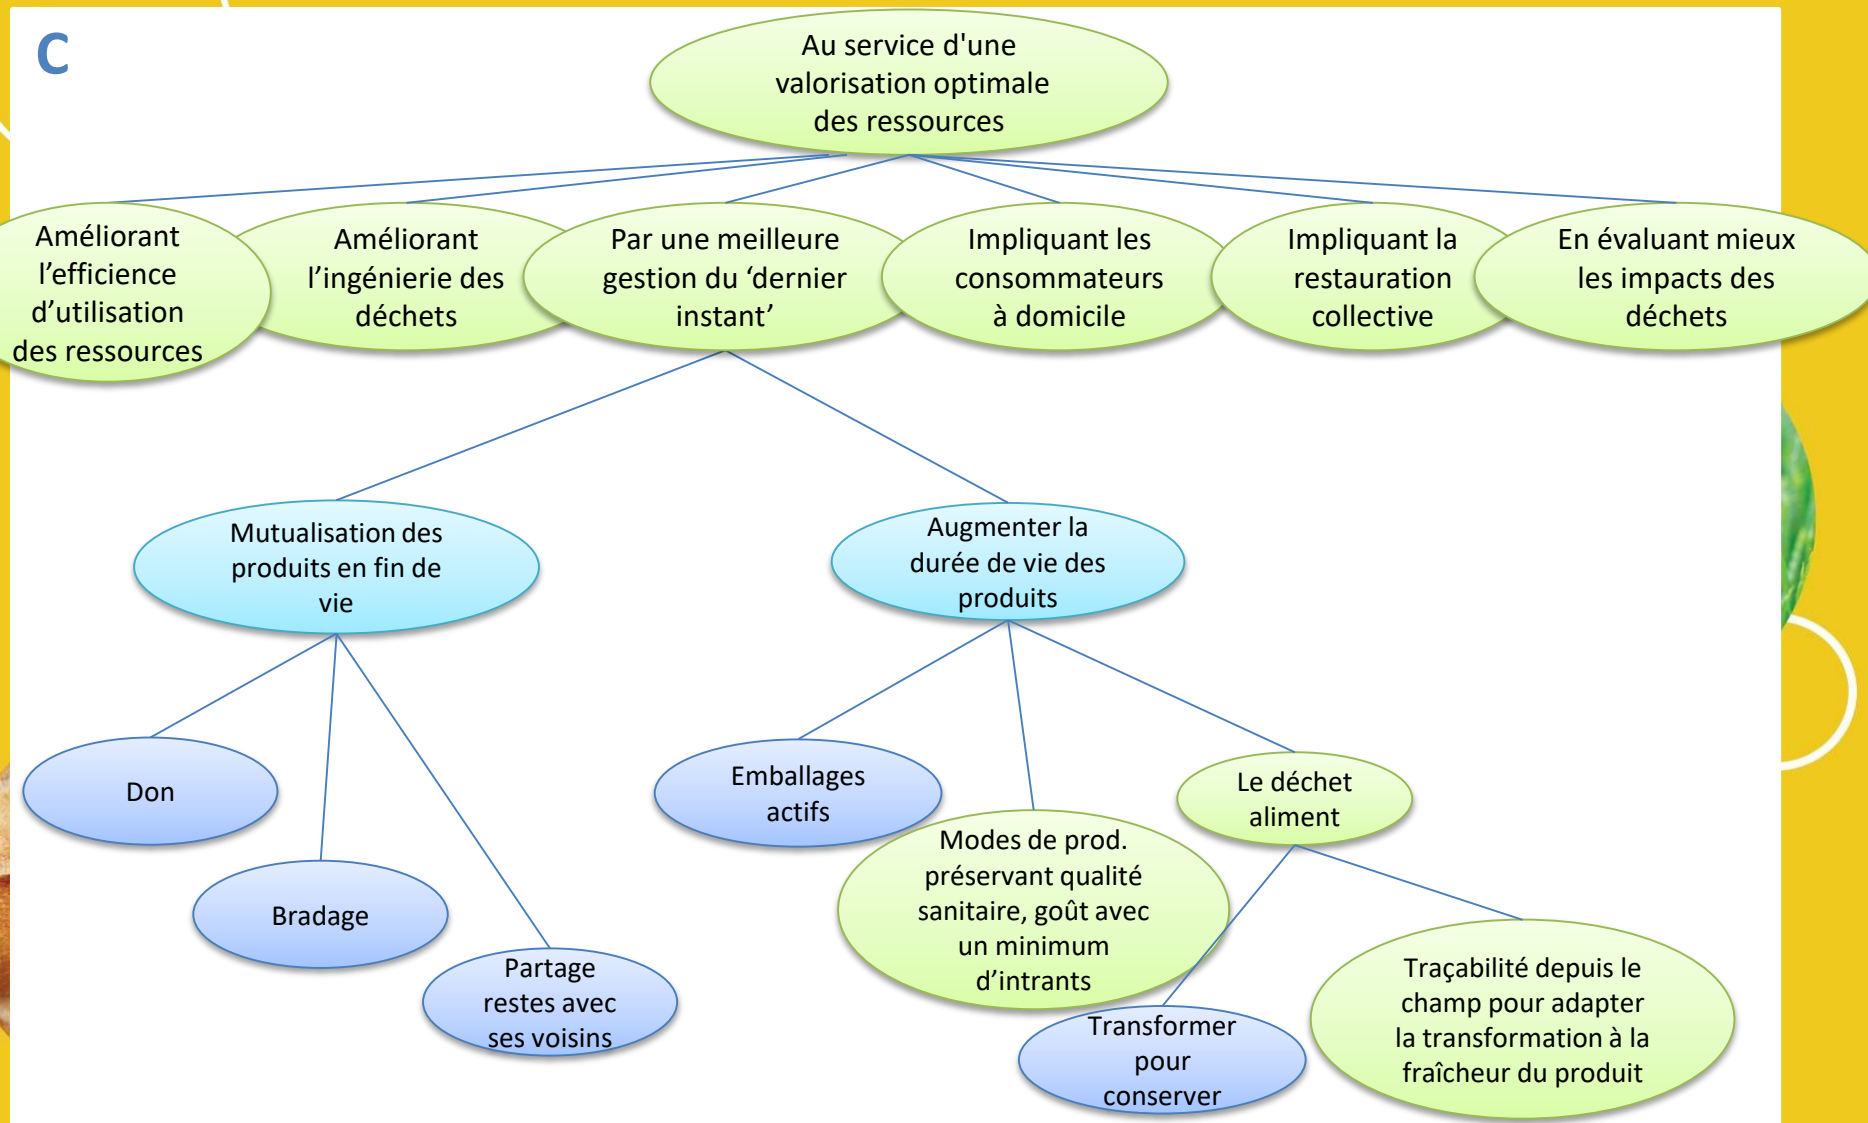 C
Au service d'une
valorisation optimale
des ressources
Améliorant
l’efficience
d’utilisation
des ressources
Améliorant
l’ingénierie des
déchets
Par une meilleure
gestion du ‘dernier
instant’
Impliquant les
consommateurs
à domicile
Impliquant la
restauration
collective
En évaluant mieux
les impacts des
déchets
Mutualisation des
produits en fin de
vie
Augmenter la
durée de vie des
produits
Don
Bradage
Partage
restes avec
ses voisins
Emballages
actifs
Modes de prod.
préservant qualité
sanitaire, goût avec
un minimum
d’intrants
Le déchet
aliment
Transformer
pour
conserver
Traçabilité depuis le
champ pour adapter
la transformation à la
fraîcheur du produit